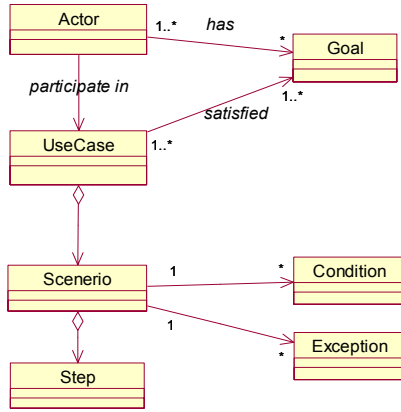 Actor
1..*
has
*
Goal
participate in
1..*
satisfied
UseCase
1..*
Scenerio
1
*
Condition
1
*
Exception
Step